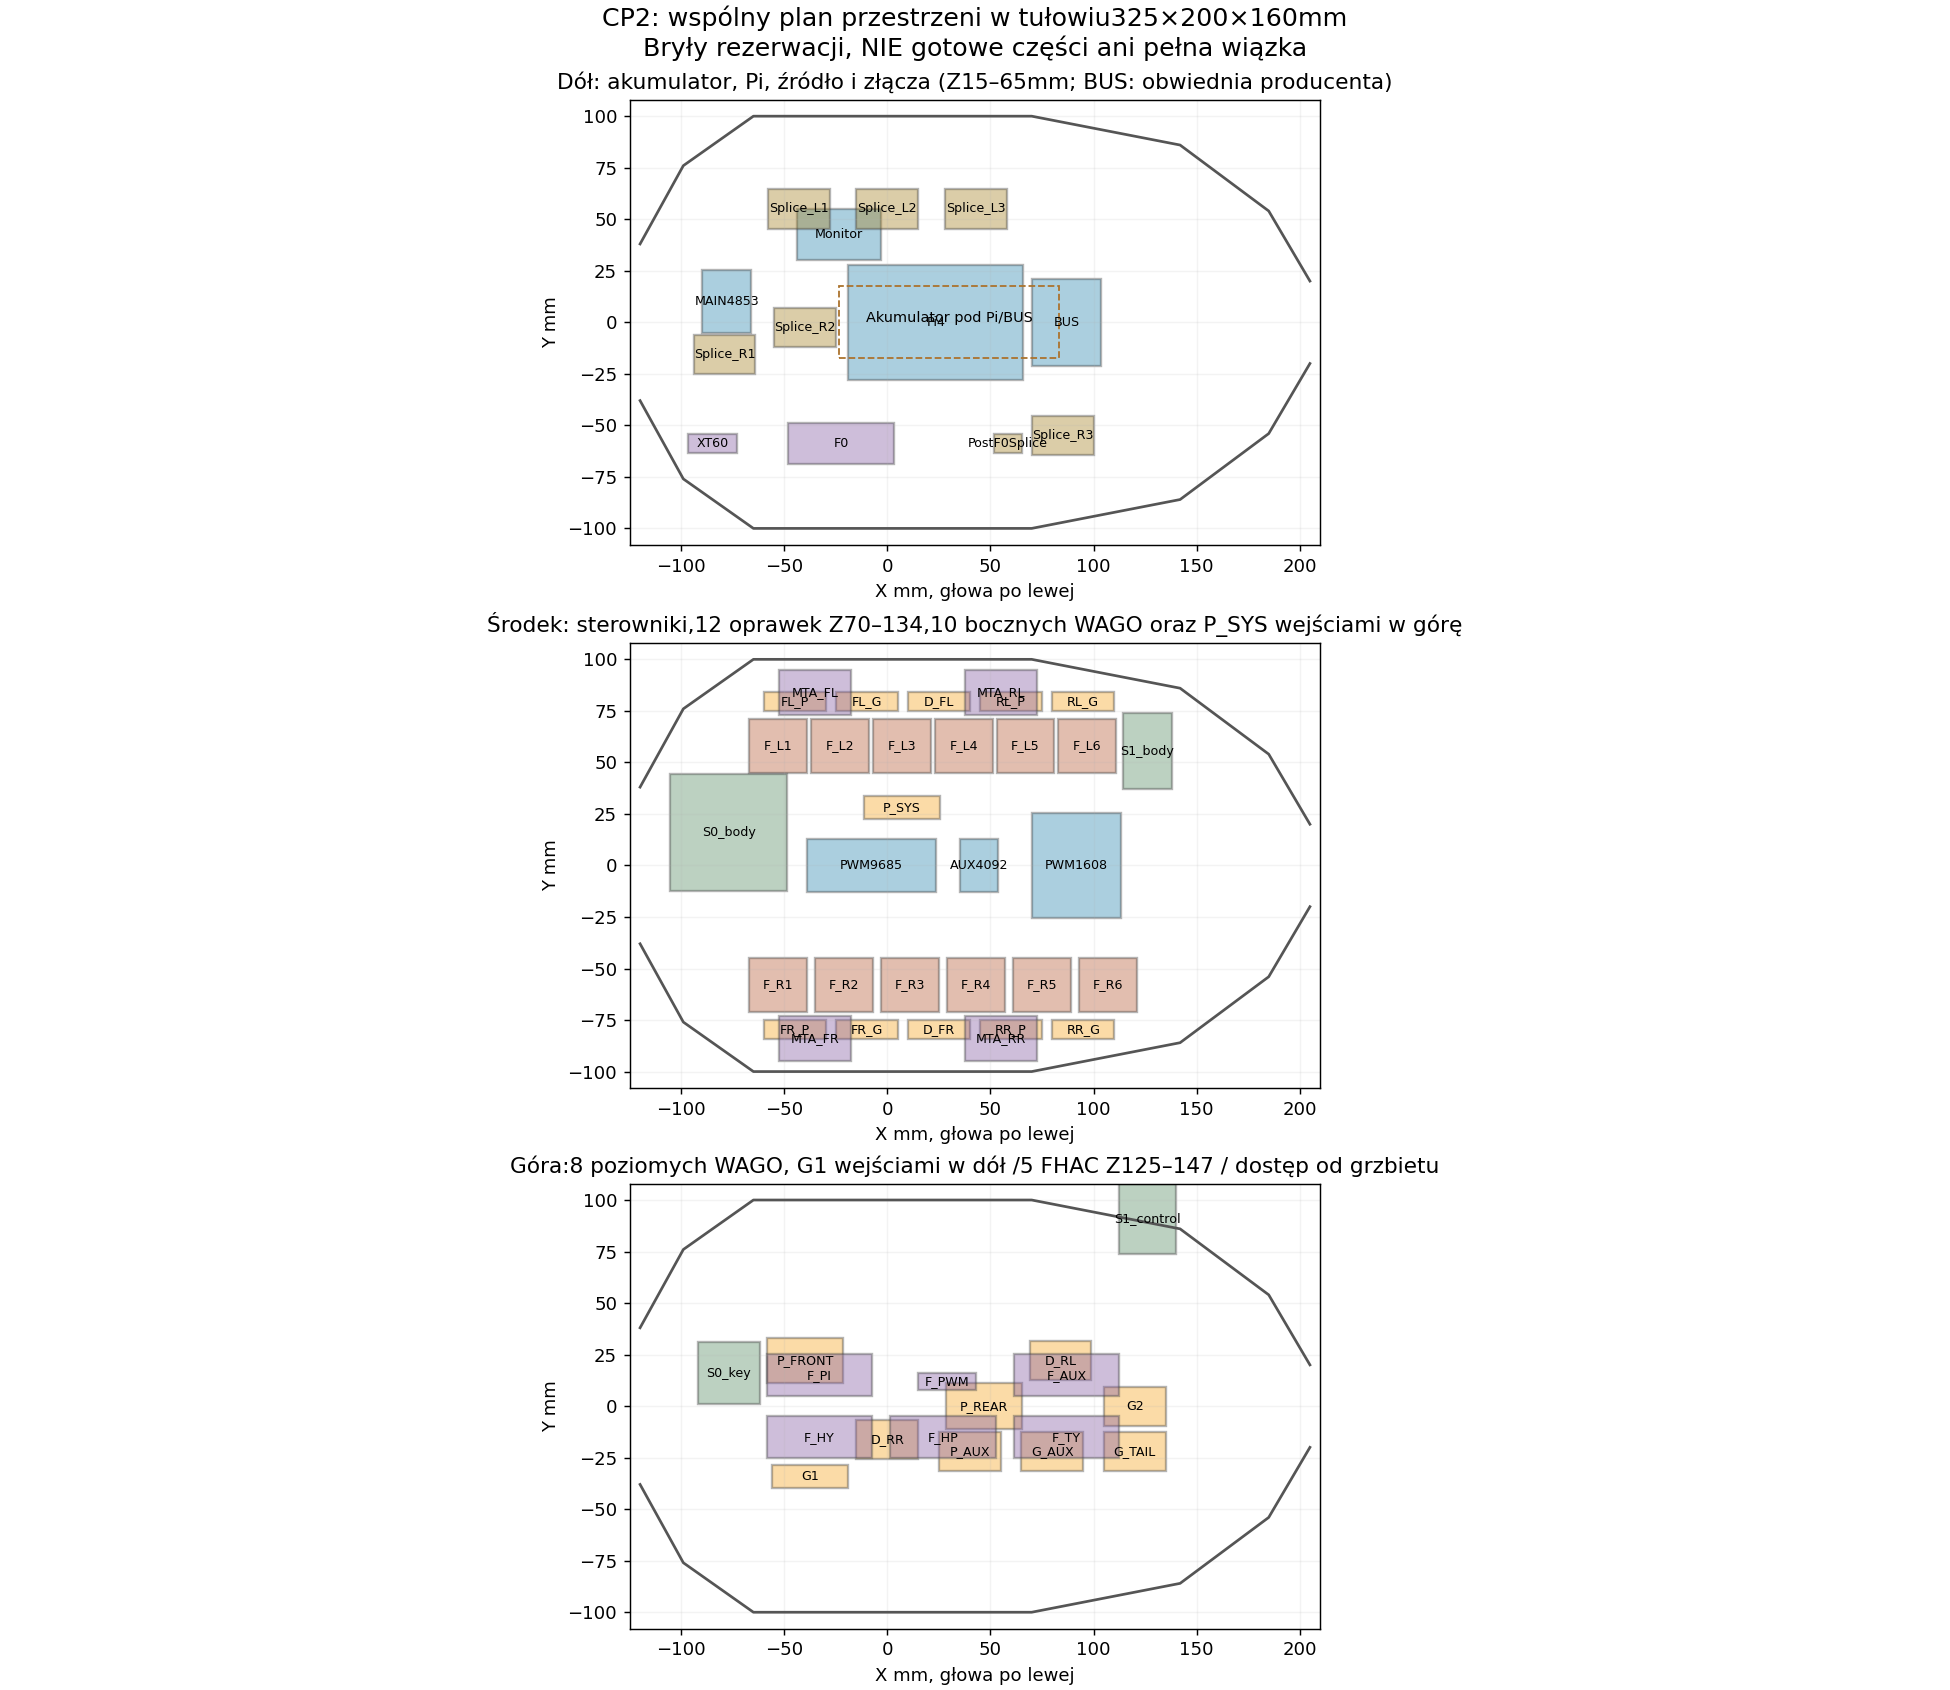 CP2: wspólny plan przestrzeni w tułowiu325×200×160mm
Bryły rezerwacji, NIE gotowe części ani pełna wiązka
Dół: akumulator, Pi, źródło i złącza (Z15–65mm; BUS: obwiednia producenta)
100
75
50
25
0
−25
−50
−75
−100
Y mm
Splice_L1
Splice_L2
Splice_L3
Monitor
MAIN4853
Splice_R2
Akumulator pod Pi/BUS
Pi4
BUS
Splice_R1
XT60
F0
PostF0Splice
Splice_R3
−100
−50
0
50
100
150
200
X mm, głowa po lewej
Środek: sterowniki,12 oprawek Z70–134,10 bocznych WAGO oraz P_SYS wejściami w górę
100
75
50
25
0
−25
−50
−75
−100
Y mm
MTA_FL
MTA_RL
FL_P
FL_G
D_FL
RL_P
RL_G
F_L1
F_L2
F_L3
F_L4
F_L5
F_L6
S1_body
P_SYS
S0_body
PWM9685
AUX4092
PWM1608
F_R1
F_R2
F_R3
F_R4
F_R5
F_R6
FR_P
FR_G
D_FR
RR_P
RR_G
MTA_FR
MTA_RR
−100
−50
0
50
100
150
200
X mm, głowa po lewej
Góra:8 poziomych WAGO, G1 wejściami w dół /5 FHAC Z125–147 / dostęp od grzbietu
100
75
50
25
0
−25
−50
−75
−100
Y mm
S1_control
P_FRONT
D_RL
S0_key
F_PI
F_PWM
F_AUX
P_REAR
G2
F_HY
D_RR
F_HP
F_TY
P_AUX
G_AUX
G_TAIL
G1
−100
−50
0
50
100
150
200
X mm, głowa po lewej